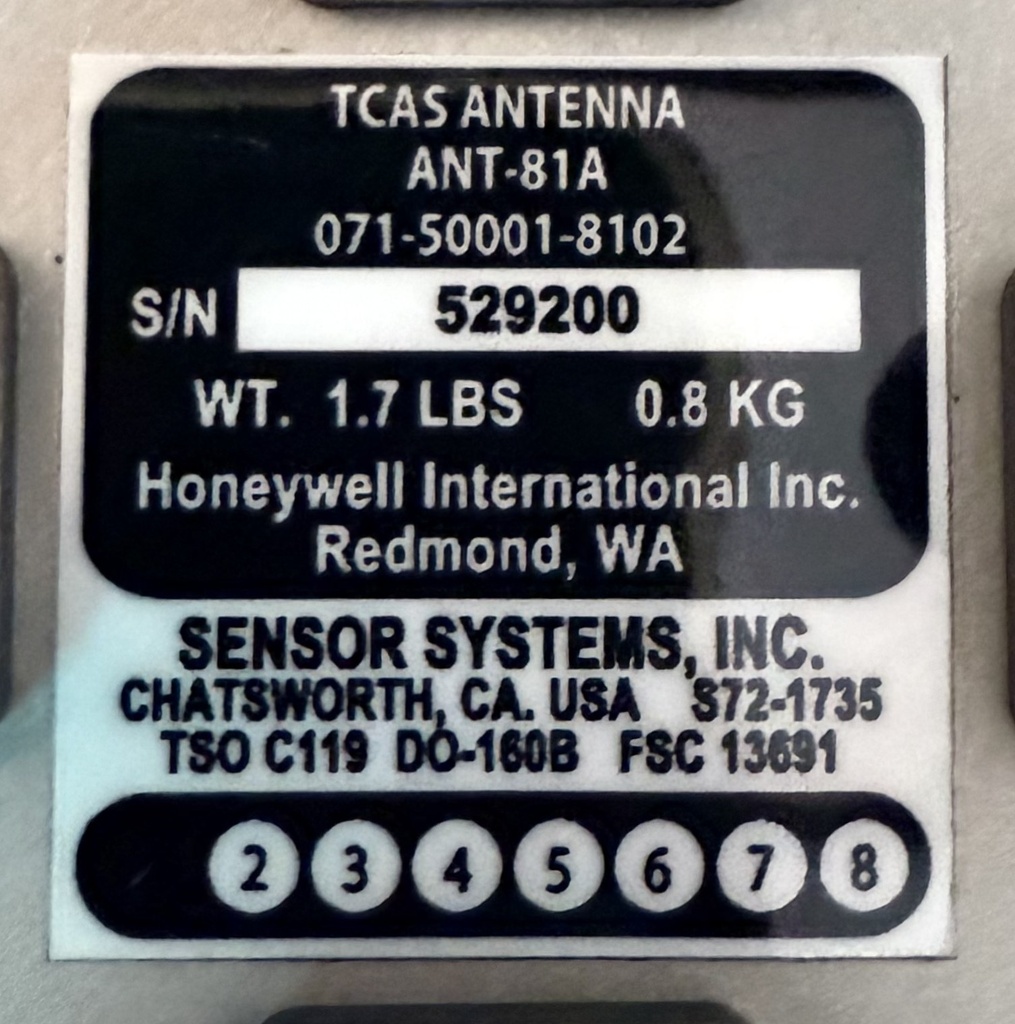 TCAS ANTENNA
ANT-81A
071-50001-8102
S/N 529200
WT. 1.7 LBS 0.8 KG
Honeywell International Inc.
Redmond, WA
SENSOR SYSTEMS, INC.
CHATSWORTH, CA. USA S72-1735
TSO C119 DO-160B FSC 13691
2 3 4 5 6 7 8